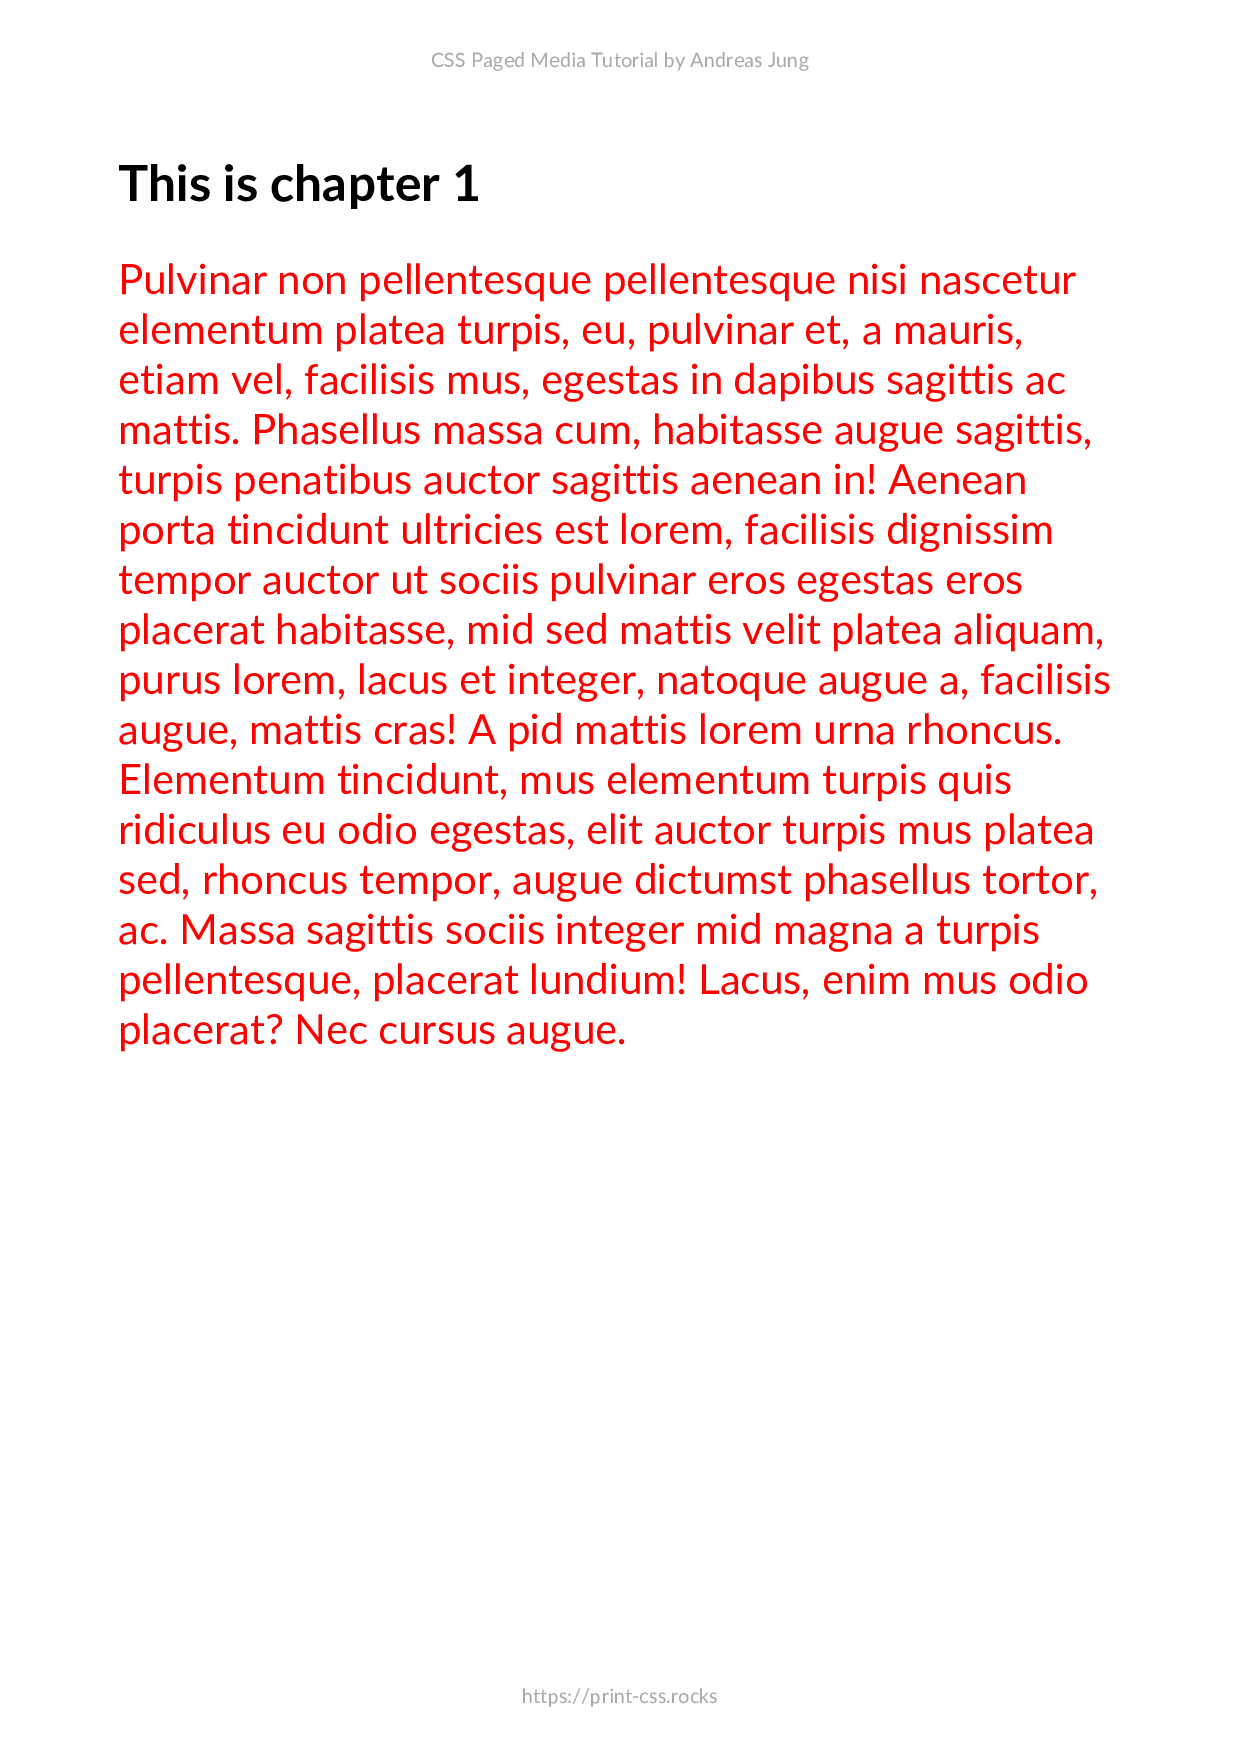 CSS Paged Media Tutorial by Andreas Jung
This is chapter 1
Pulvinar non pellentesque pellentesque nisi nascetur
elementum platea turpis, eu, pulvinar et, a mauris,
etiam vel, facilisis mus, egestas in dapibus sagittis ac
mattis. Phasellus massa cum, habitasse augue sagittis,
turpis penatibus auctor sagittis aenean in! Aenean
porta tincidunt ultricies est lorem, facilisis dignissim
tempor auctor ut sociis pulvinar eros egestas eros
placerat habitasse, mid sed mattis velit platea aliquam,
purus lorem, lacus et integer, natoque augue a, facilisis
augue, mattis cras! A pid mattis lorem urna rhoncus.
Elementum tincidunt, mus elementum turpis quis
ridiculus eu odio egestas, elit auctor turpis mus platea
sed, rhoncus tempor, augue dictumst phasellus tortor,
ac. Massa sagittis sociis integer mid magna a turpis
pellentesque, placerat lundium! Lacus, enim mus odio
placerat? Nec cursus augue.
https://print-css.rocks